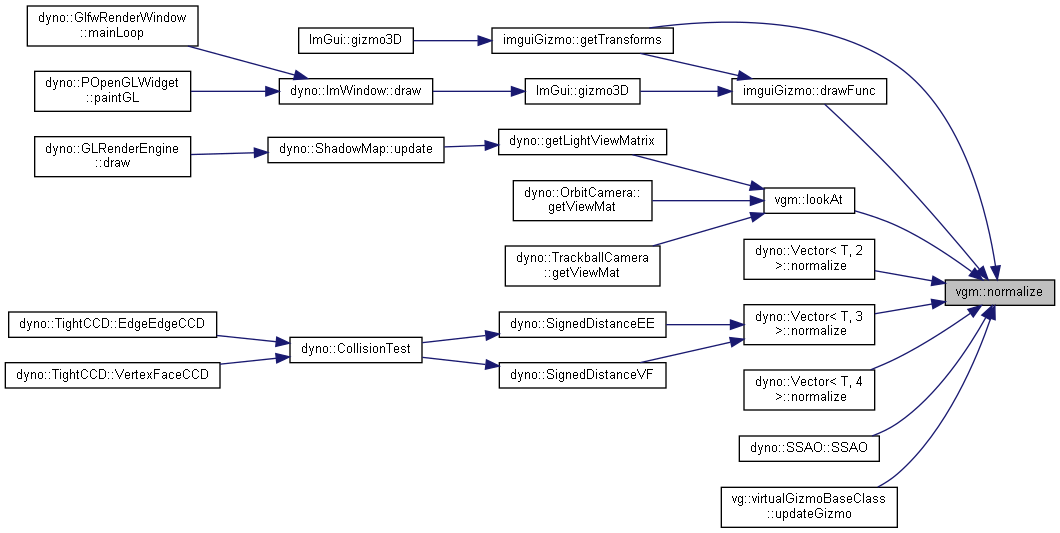 dyno::GlfwRenderWindow
::mainLoop
ImGui::gizmo3D
imguiGizmo::getTransforms
dyno::POpenGLWidget
::paintGL
dyno::ImWindow::draw
ImGui::gizmo3D
imguiGizmo::drawFunc
dyno::GLRenderEngine
::draw
dyno::ShadowMap::update
dyno::getLightViewMatrix
dyno::OrbitCamera::
getViewMat
vgm::lookAt
dyno::TrackballCamera
::getViewMat
dyno::Vector< T, 2
>::normalize
vgm::normalize
dyno::TightCCD::EdgeEdgeCCD
dyno::SignedDistanceEE
dyno::Vector< T, 3
>::normalize
dyno::CollisionTest
dyno::TightCCD::VertexFaceCCD
dyno::SignedDistanceVF
dyno::Vector< T, 4
>::normalize
dyno::SSAO::SSAO
vg::virtualGizmoBaseClass
::updateGizmo